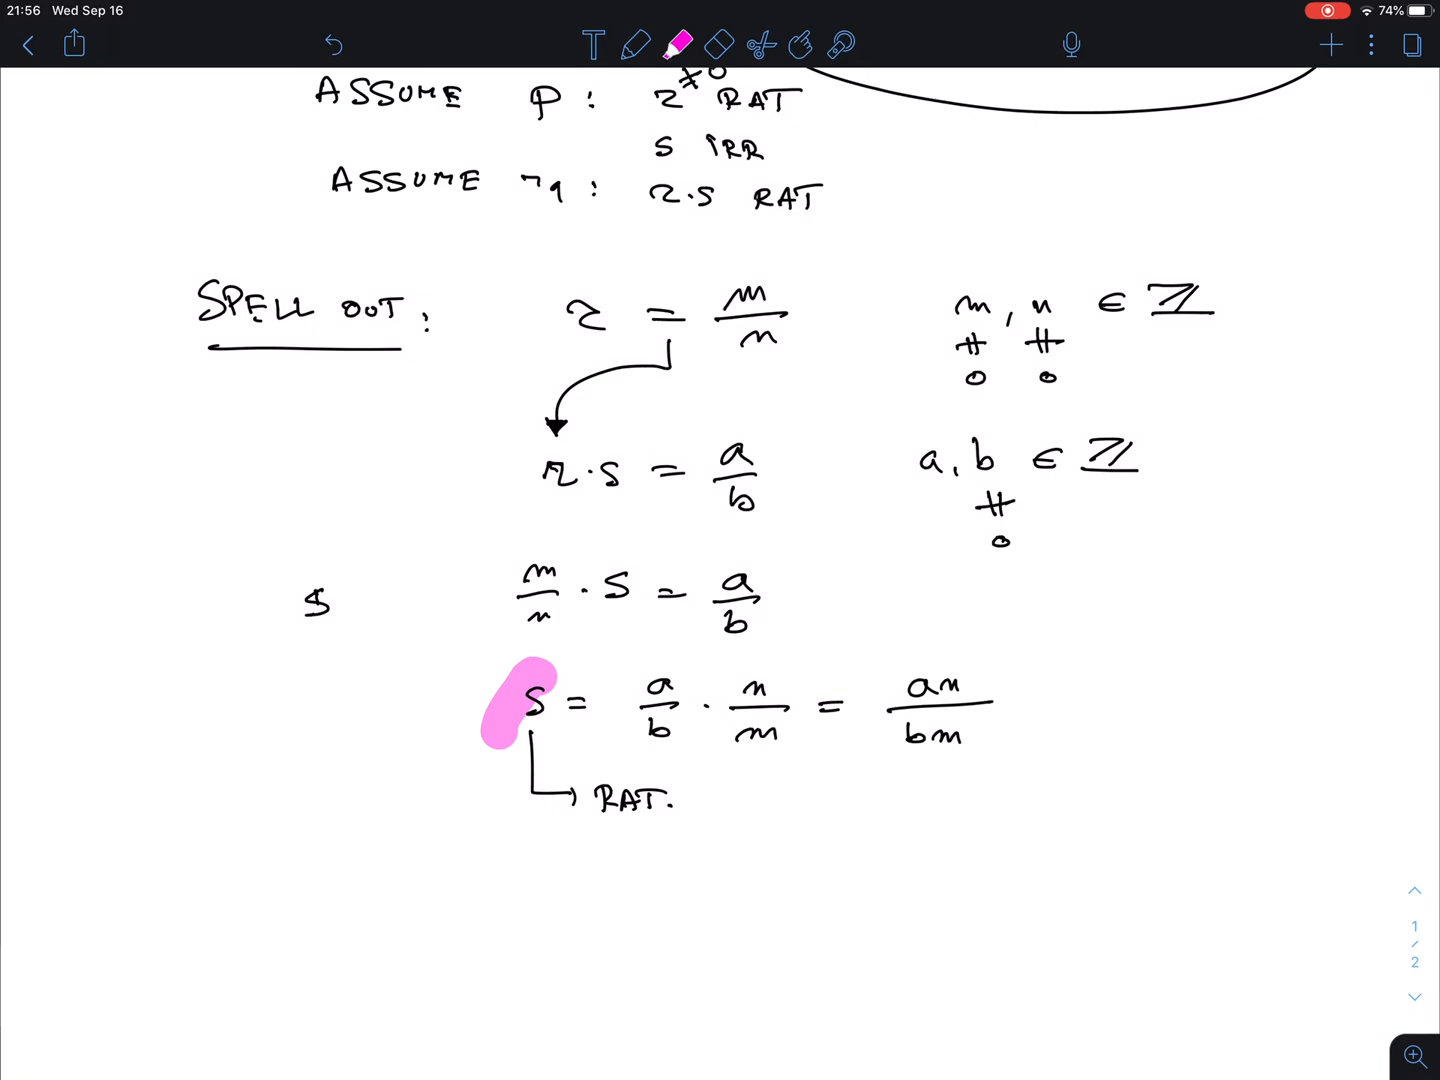 21:56 Wed Sep 16 74%
≠0
ASSUME p : r RAT
s IRR
ASSUME ¬q : r·s RAT
SPELL OUT : r = m/n m, n ∈ ℤ
≠ ≠
0 0
r·s = a/b a, b ∈ ℤ
≠
0
s m/n · s = a/b
s = a/b · n/m = an/bm
→ RAT.
1
/
2